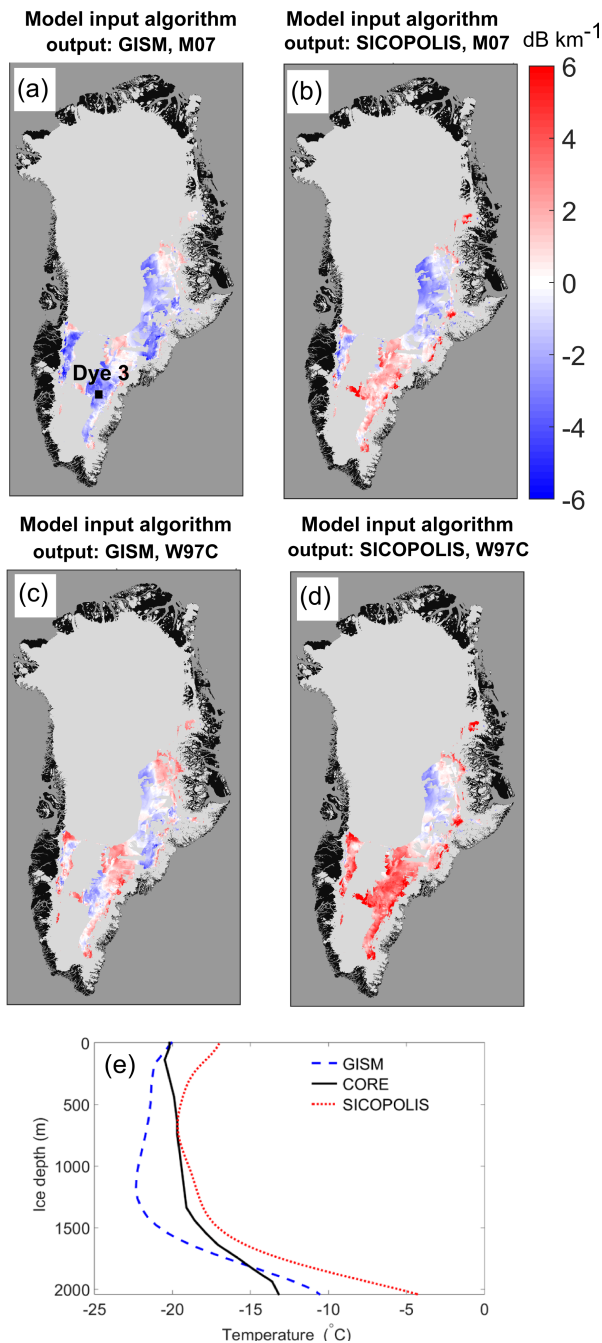 Model input algorithm
output: GISM, M07
Model input algorithm
output: SICOPOLIS, M07
dB km-1
(a)
(b)
6
4
2
0
-2
-4
-6
Dye 3
Model input algorithm
output: GISM, W97C
Model input algorithm
output: SICOPOLIS, W97C
(c)
(d)
(e)
0
500
1000
1500
2000
Ice depth (m)
GISM
CORE
SICOPOLIS
-25
-20
-15
-10
-5
0
Temperature (°C)